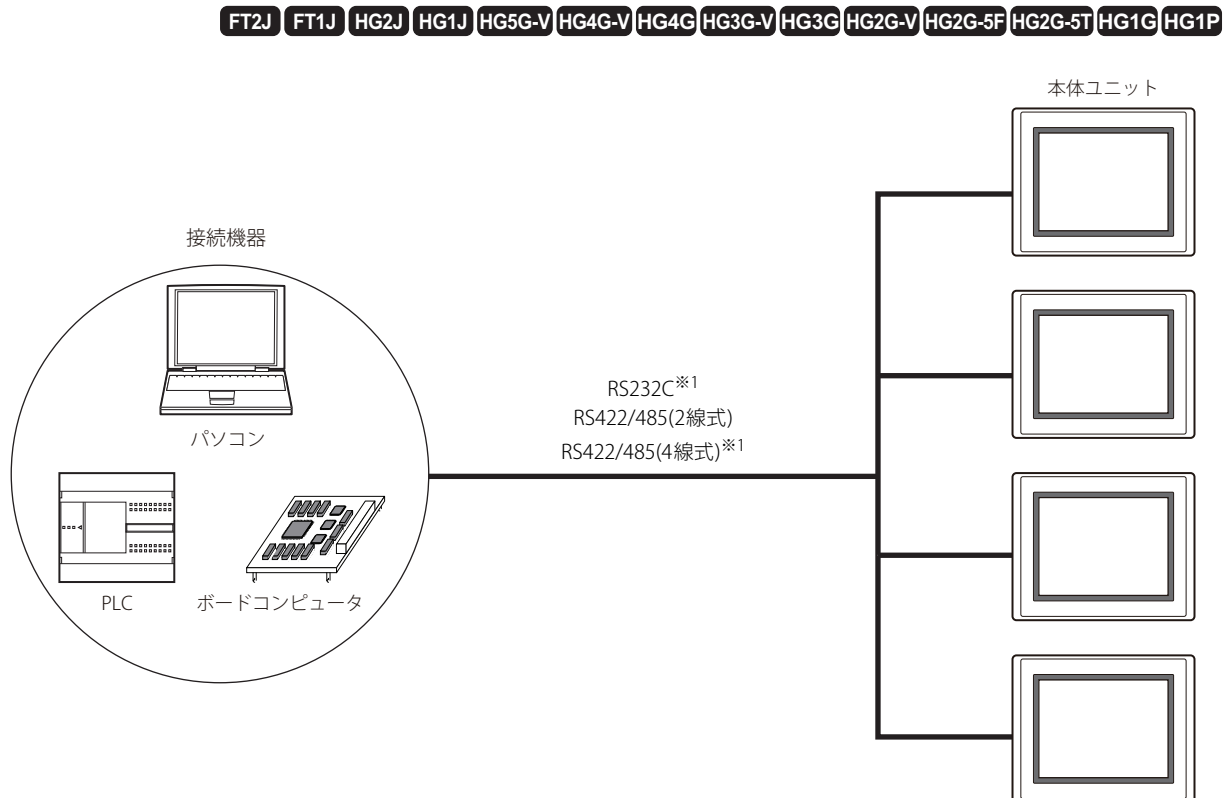 FT2J FT1J HG2J HG1J HG5G-V HG4G-V HG4G HG3G-V HG3G HG2G-V HG2G-5F HG2G-5T HG1G HG1P
本体ユニット
接続機器
パソコン
PLC
ボードコンピュータ
RS232C※1
RS422/485(2線式)
RS422/485(4線式)※1